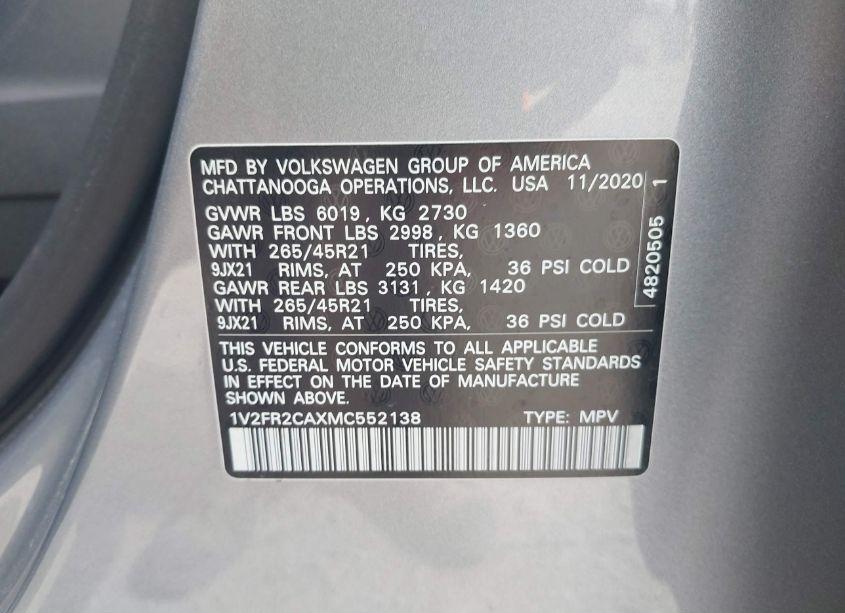 MFD BY VOLKSWAGEN GROUP OF AMERICA
CHATTANOOGA OPERATIONS, LLC. USA 11/2020
GVWR LBS 6019, KG 2730
GAWR FRONT LBS 2998, KG 1360
WITH 265/45R21 TIRES,
9JX21 RIMS, AT 250 KPA, 36 PSI COLD
GAWR REAR LBS 3131, KG 1420
WITH 265/45R21 TIRES,
9JX21 RIMS, AT 250 KPA, 36 PSI COLD
THIS VEHICLE CONFORMS TO ALL APPLICABLE
U.S. FEDERAL MOTOR VEHICLE SAFETY STANDARDS
IN EFFECT ON THE DATE OF MANUFACTURE
SHOWN ABOVE.
1V2FR2CAXMC552138 TYPE: MPV
4820505 1